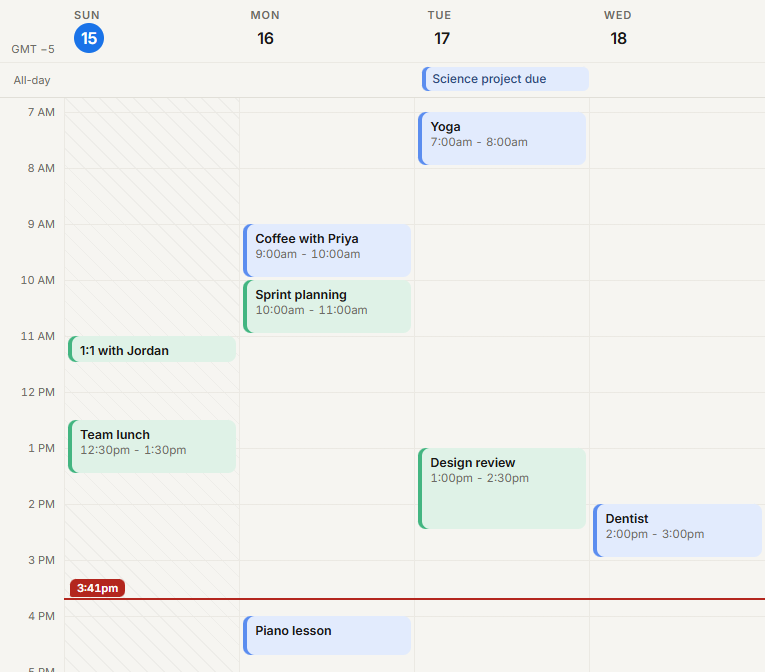 SUN MON TUE WED
15 16 17 18
GMT −5
All-day Science project due
7 AM
Yoga
7:00am - 8:00am
8 AM
9 AM
Coffee with Priya
9:00am - 10:00am
10 AM
Sprint planning
10:00am - 11:00am
11 AM
1:1 with Jordan
12 PM
Team lunch
12:30pm - 1:30pm
1 PM
Design review
1:00pm - 2:30pm
2 PM
Dentist
2:00pm - 3:00pm
3 PM
3:41pm
4 PM
Piano lesson
5 PM